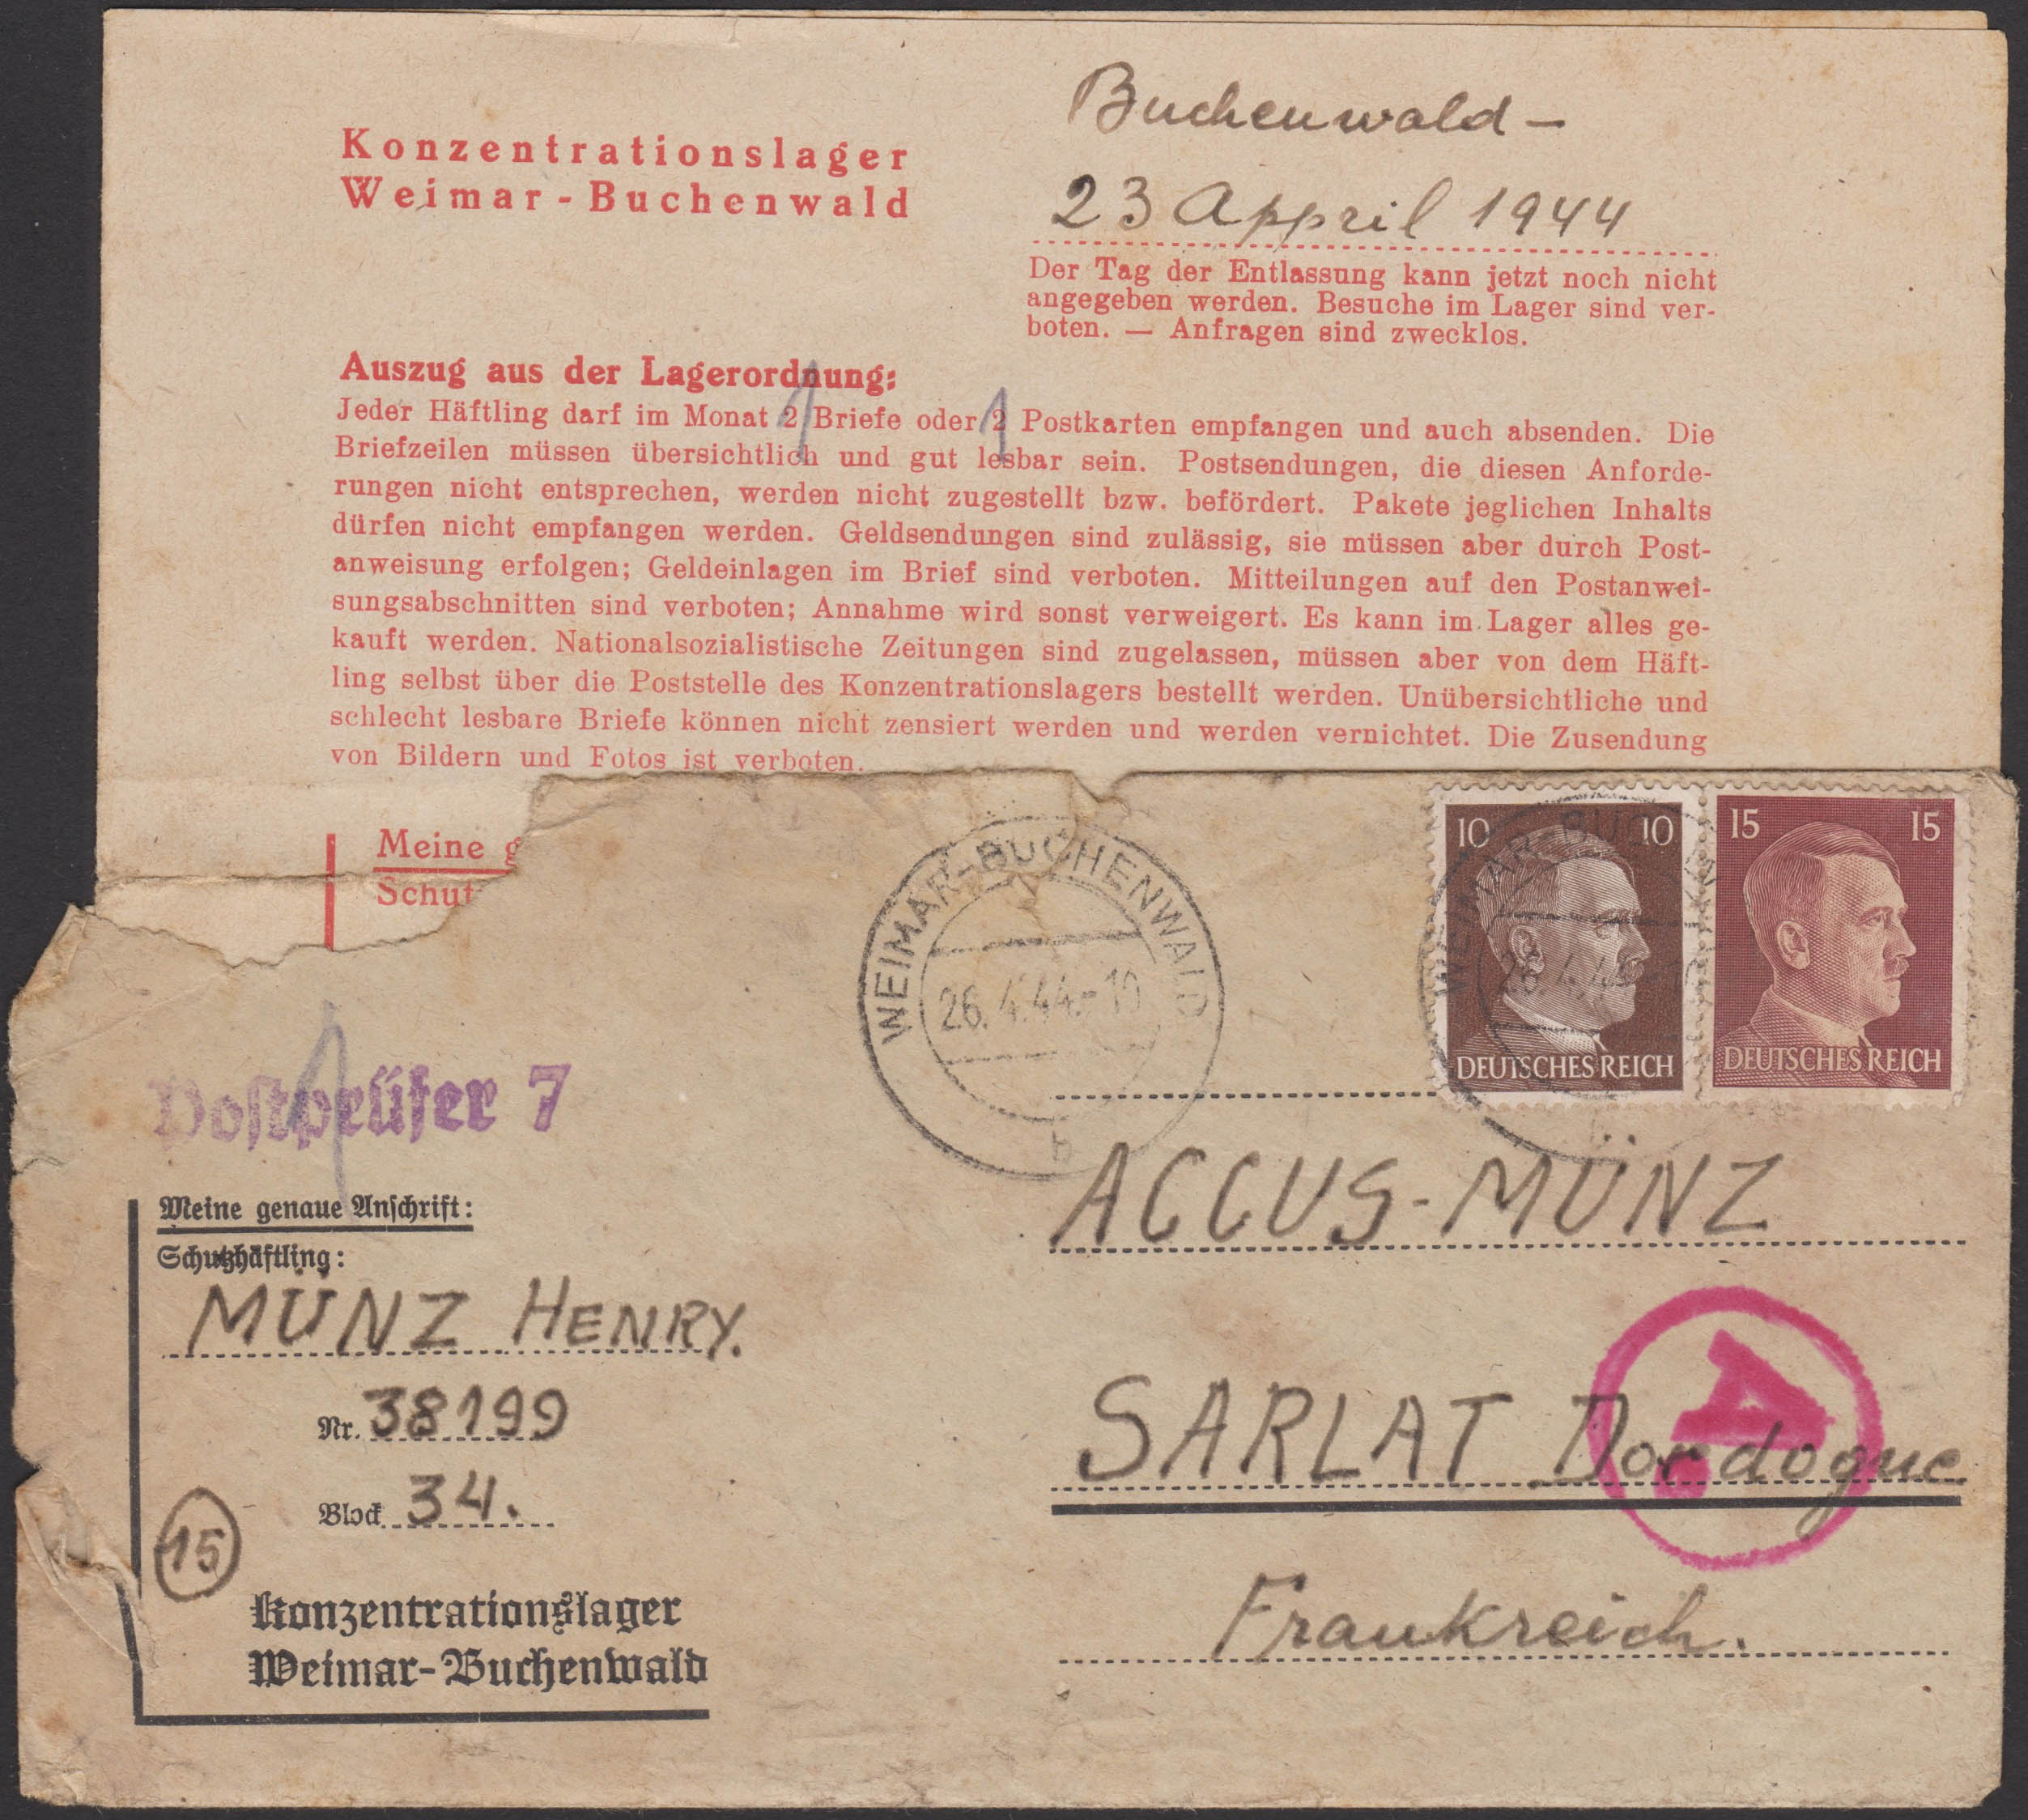 Konzentrationslager
Weimar-Buchenwald
Buchenwald –
23 Appril 1944
Der Tag der Entlassung kann jetzt noch nicht
angegeben werden. Besuche im Lager sind ver-
boten. — Anfragen sind zwecklos.
Auszug aus der Lagerordnung:
Jeder Häftling darf im Monat 2 1 Briefe oder 1 2 Postkarten empfangen und auch absenden. Die
Briefzeilen müssen übersichtlich und gut lesbar sein. Postsendungen, die diesen Anforde-
rungen nicht entsprechen, werden nicht zugestellt bzw. befördert. Pakete jeglichen Inhalts
dürfen nicht empfangen werden. Geldsendungen sind zulässig, sie müssen aber durch Post-
anweisung erfolgen; Geldeinlagen im Brief sind verboten. Mitteilungen auf den Postanwei-
sungsabschnitten sind verboten; Annahme wird sonst verweigert. Es kann im Lager alles ge-
kauft werden. Nationalsozialistische Zeitungen sind zugelassen, müssen aber von dem Häft-
ling selbst über die Poststelle des Konzentrationslagers bestellt werden. Unübersichtliche und
schlecht lesbare Briefe können nicht zensiert werden und werden vernichtet. Die Zusendung
von Bildern und Fotos ist verboten.
Meine g
Schut
WEIMAR-BUCHENWALD
26.4.44.-10
b
10 10
DEUTSCHES REICH
15 15
DEUTSCHES REICH
Postprüfer 7
1
Meine genaue Anschrift:
Schutzhäftling:
MÜNZ HENRY.
Nr. 38199
Block 34.
15
Konzentrationslager
Weimar-Buchenwald
ACCUS-MÜNZ
SARLAT Dordogne
A
Frankreich.